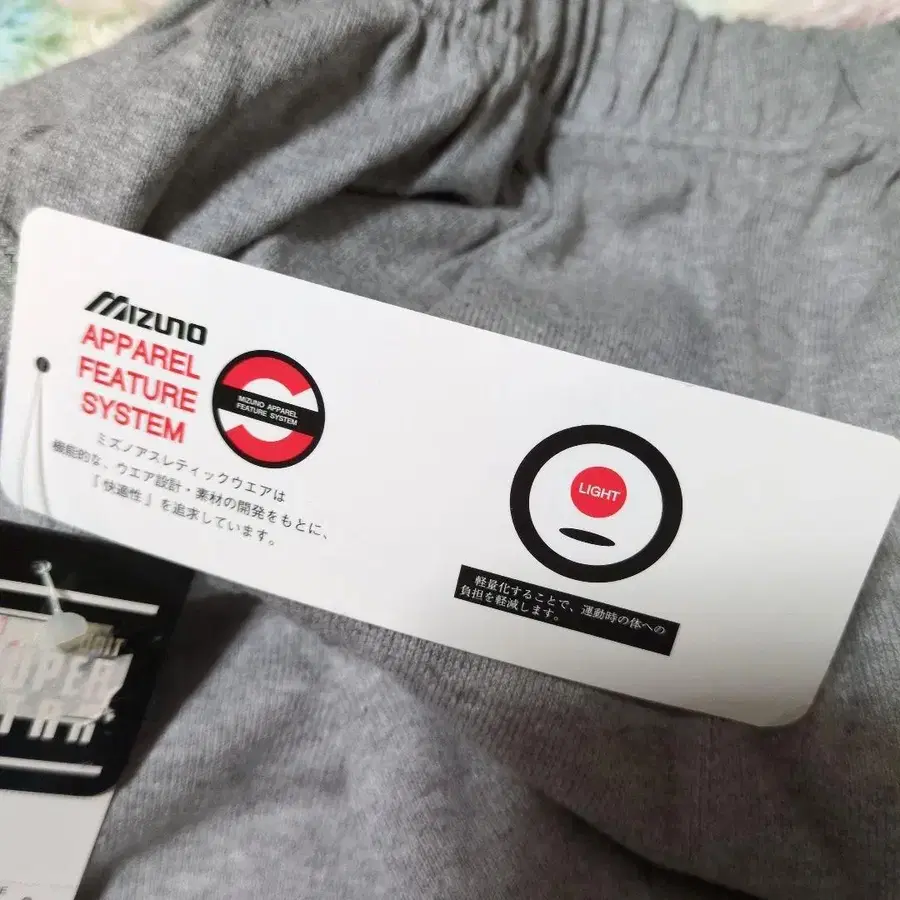 MIZUNO
APPAREL
FEATURE
SYSTEM
MIZUNO APPAREL
FEATURE SYSTEM
ミズノアスレティックウエアは
機能的な、ウエア設計・素材の開発をもとに、
「快適性」を追求しています。
LIGHT
軽量化することで、運動時の体への
負担を軽減します。